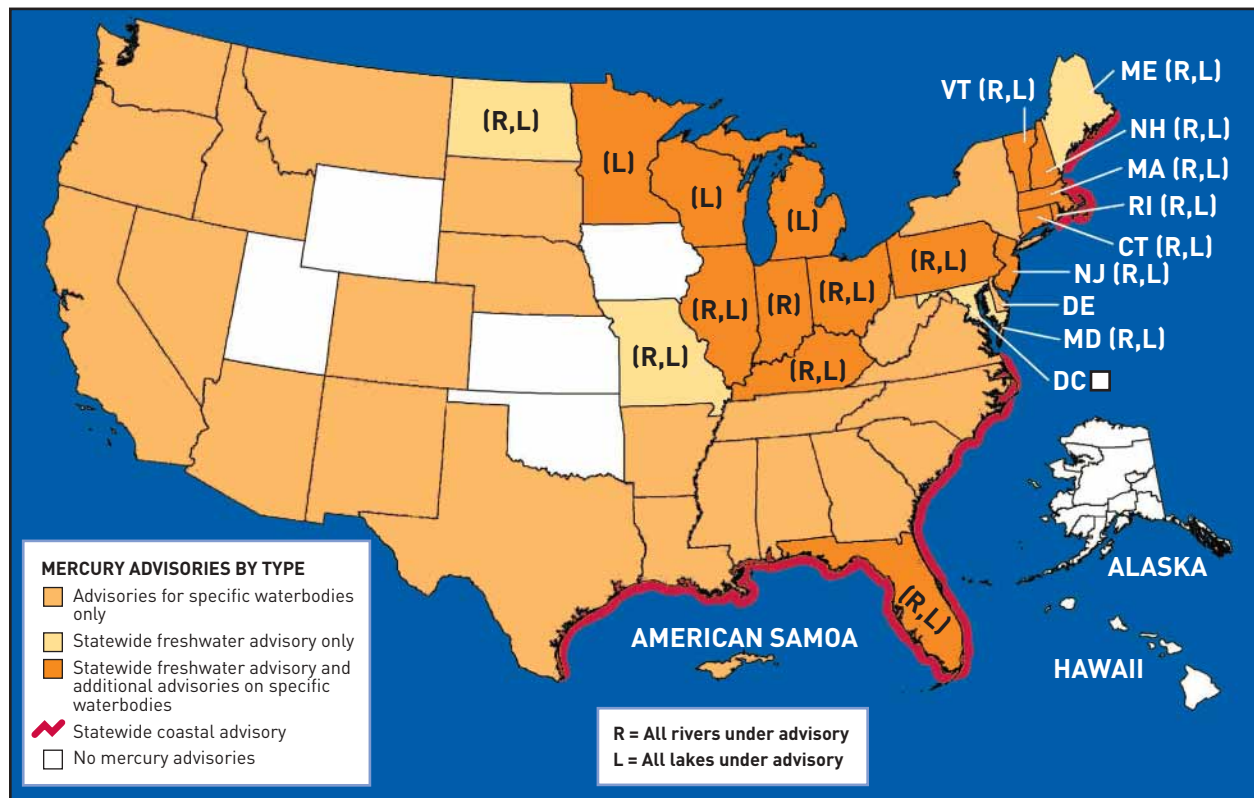 VT (R,L)
ME (R,L)
NH (R,L)
MA (R,L)
RI (R,L)
CT (R,L)
NJ (R,L)
DE
MD (R,L)
DC
(R,L)
(L)
(L)
(L)
(R,L)
(R,L)
(R)
(R,L)
(R,L)
(R,L)
(R,L)
ALASKA
HAWAII
AMERICAN SAMOA
MERCURY ADVISORIES BY TYPE
Advisories for specific waterbodies
only
Statewide freshwater advisory only
Statewide freshwater advisory and
additional advisories on specific
waterbodies
Statewide coastal advisory
No mercury advisories
R = All rivers under advisory
L = All lakes under advisory